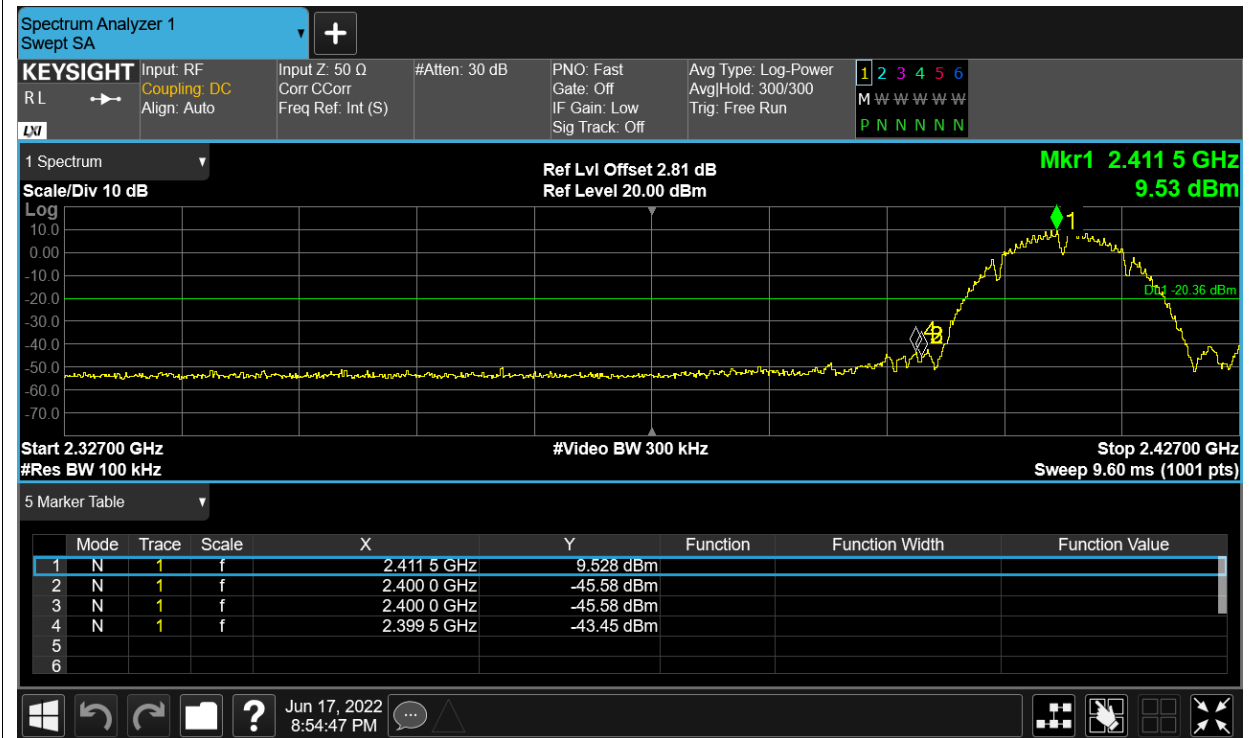 Spectrum Analyzer 1
Swept SA
KEYSIGHT
R L
LXI
Input: RF
Coupling: DC
Align: Auto
Input Z: 50 Ω
Corr CCorr
Freq Ref: Int (S)
#Atten: 30 dB
PNO: Fast
Gate: Off
IF Gain: Low
Sig Track: Off
Avg Type: Log-Power
Avg|Hold: 300/300
Trig: Free Run
1 2 3 4 5 6
M W W W W W
P N N N N N
1 Spectrum
Scale/Div 10 dB
Ref Lvl Offset 2.81 dB
Ref Level 20.00 dBm
Mkr1 2.411 5 GHz
9.53 dBm
Log
10.0
0.00
-10.0
-20.0
-30.0
-40.0
-50.0
-60.0
-70.0
1
-20.36 dBm
Start 2.32700 GHz
#Res BW 100 kHz
#Video BW 300 kHz
Stop 2.42700 GHz
Sweep 9.60 ms (1001 pts)
5 Marker Table
Mode Trace Scale X Y Function Function Width Function Value
1 N 1 f 2.411 5 GHz 9.528 dBm
2 N 1 f 2.400 0 GHz -45.58 dBm
3 N 1 f 2.400 0 GHz -45.58 dBm
4 N 1 f 2.399 5 GHz -43.45 dBm
5
6
?
Jun 17, 2022
8:54:47 PM